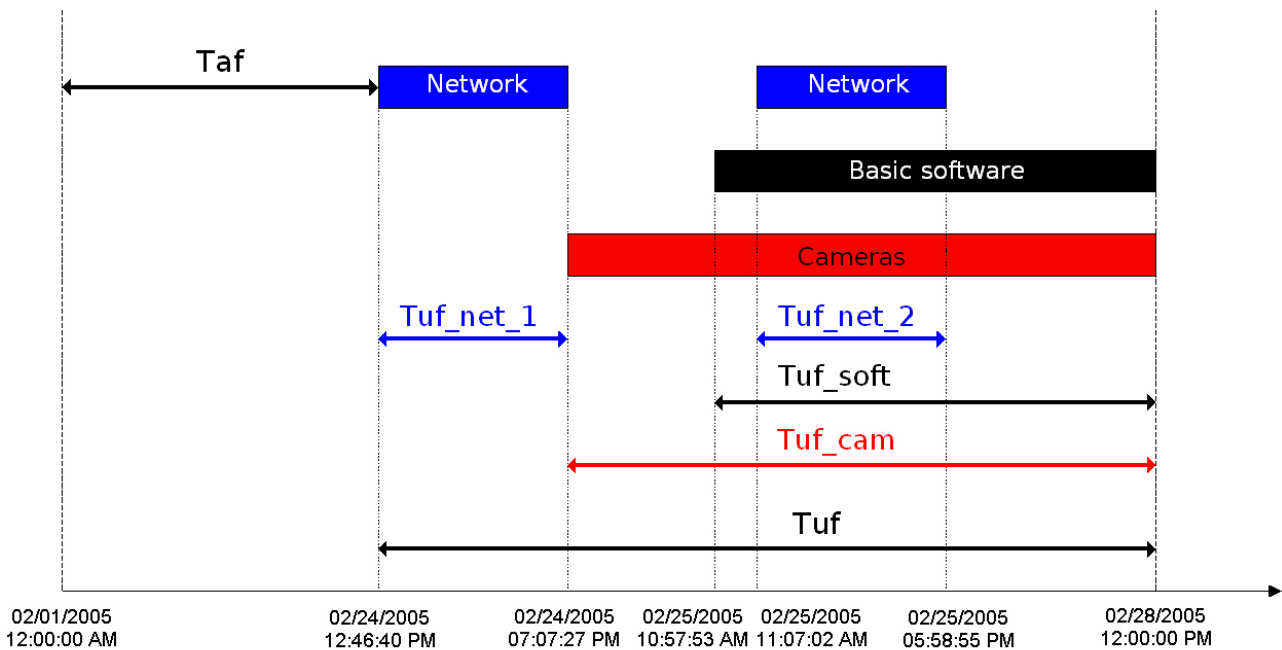 Taf
Network
Network
Basic software
Cameras
Tuf_net_1
Tuf_net_2
Tuf_soft
Tuf_cam
Tuf
02/01/2005
12:00:00 AM
02/24/2005
12:46:40 PM
02/24/2005
07:07:27 PM
02/25/2005
10:57:53 AM
02/25/2005
11:07:02 AM
02/25/2005
05:58:55 PM
02/28/2005
12:00:00 PM